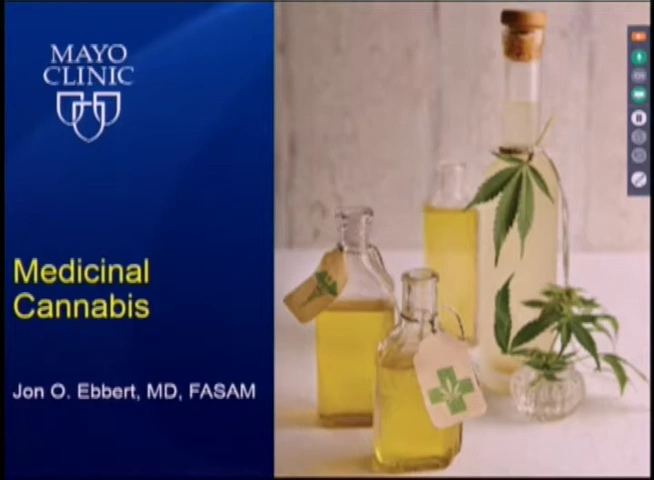 MAYO
CLINIC
Medicinal
Cannabis
Jon O. Ebbert, MD, FASAM